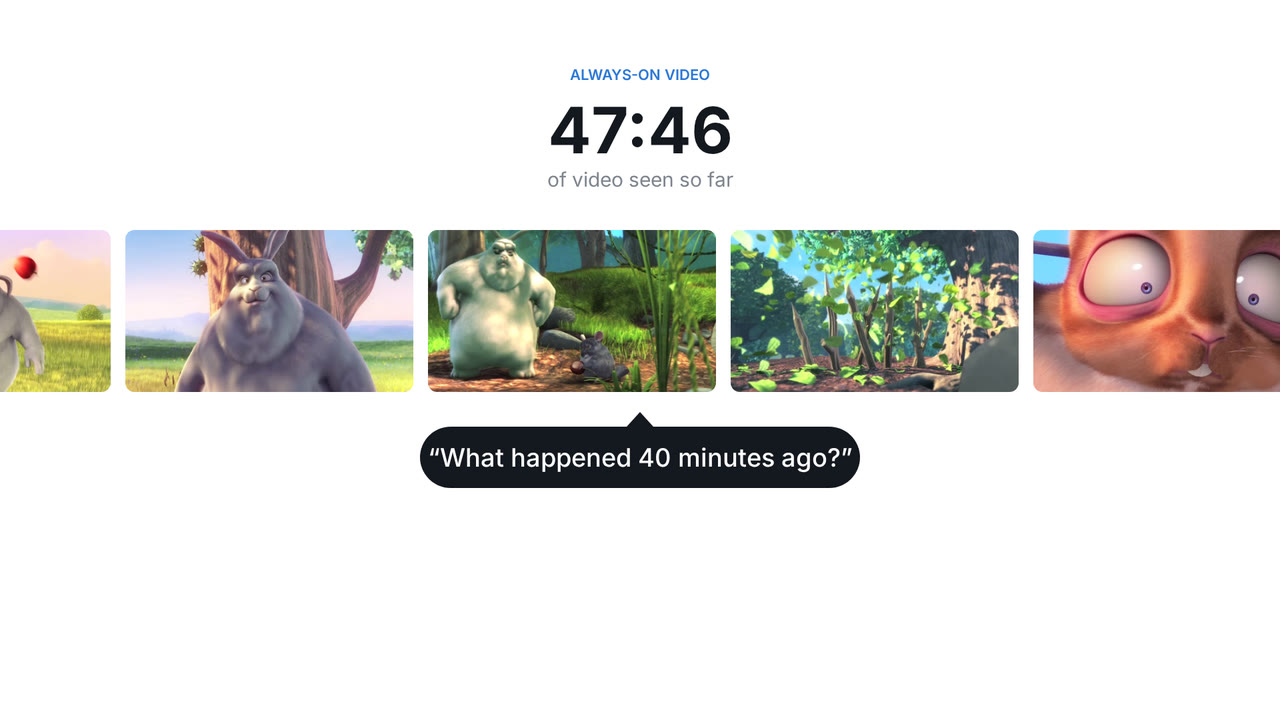 ALWAYS-ON VIDEO
47:46
of video seen so far
“What happened 40 minutes ago?”